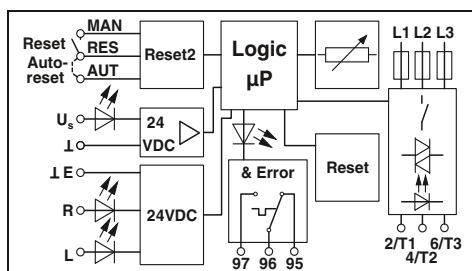 MAN
L1 L2 L3
Reset
RES
Reset2
Logic
µP
Auto-
reset
AUT
Us
24
VDC
⊥
⊥ E
& Error
Reset
R
24VDC
L
97 96 95
2/T1 6/T3
4/T2